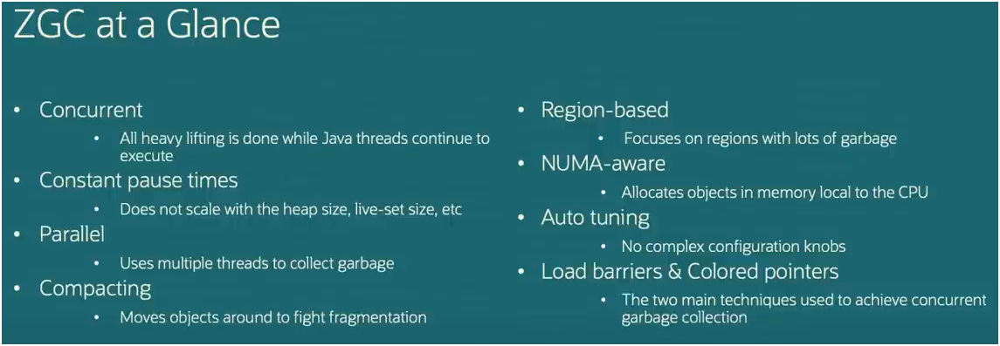 ZGC at a Glance
• Concurrent
• All heavy lifting is done while Java threads continue to
execute
• Constant pause times
• Does not scale with the heap size, live-set size, etc
• Parallel
• Uses multiple threads to collect garbage
• Compacting
• Moves objects around to fight fragmentation
• Region-based
• Focuses on regions with lots of garbage
• NUMA-aware
• Allocates objects in memory local to the CPU
• Auto tuning
• No complex configuration knobs
• Load barriers & Colored pointers
• The two main techniques used to achieve concurrent
garbage collection